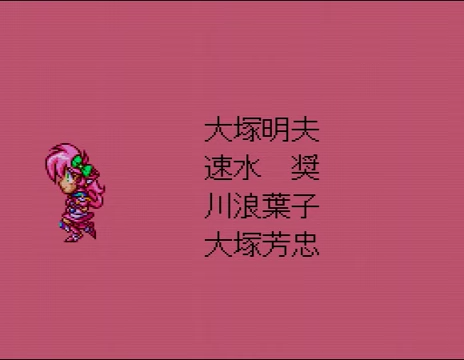 大塚明夫
速水　奨
川浪葉子
大塚芳忠